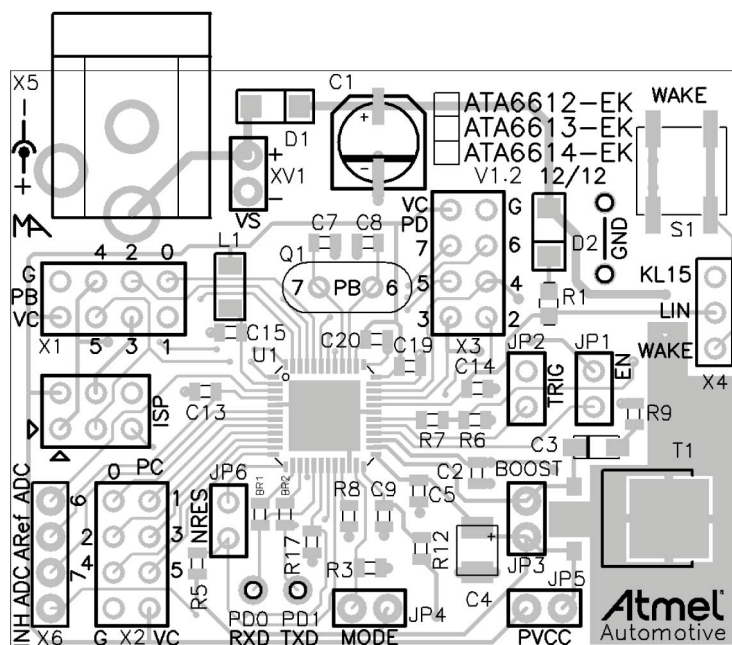 X5
C1
ATA6612-EK
ATA6613-EK
ATA6614-EK
V1.2 12/12
WAKE
D1
+
XV1
-
VS
+
-
MA
S1
GND
D2
VC G
PD
7 6
5 4
3 2
X3
C7 C8
Q1
7 PB 6
L1
4 2 0
G
PB
VC
X1 5 3 1
C15
U1
C20
C19
C14
R1
KL15
LIN
WAKE
X4
JP2
TRIG
JP1
EN
ISP
C13
R7 R6
R9
C3
T1
C2
BOOST
C5
JP3
0 PC
1
2 3
4 5
G X2 VC
INH ADC ARef ADC
6
7
X6
JP6
NRES
BR1
BR2
R5
R17
R8
C9
R12
+
C4
R3
PD0 PD1
RXD TXD
MODE
JP4
JP5
PVCC
Atmel
Automotive